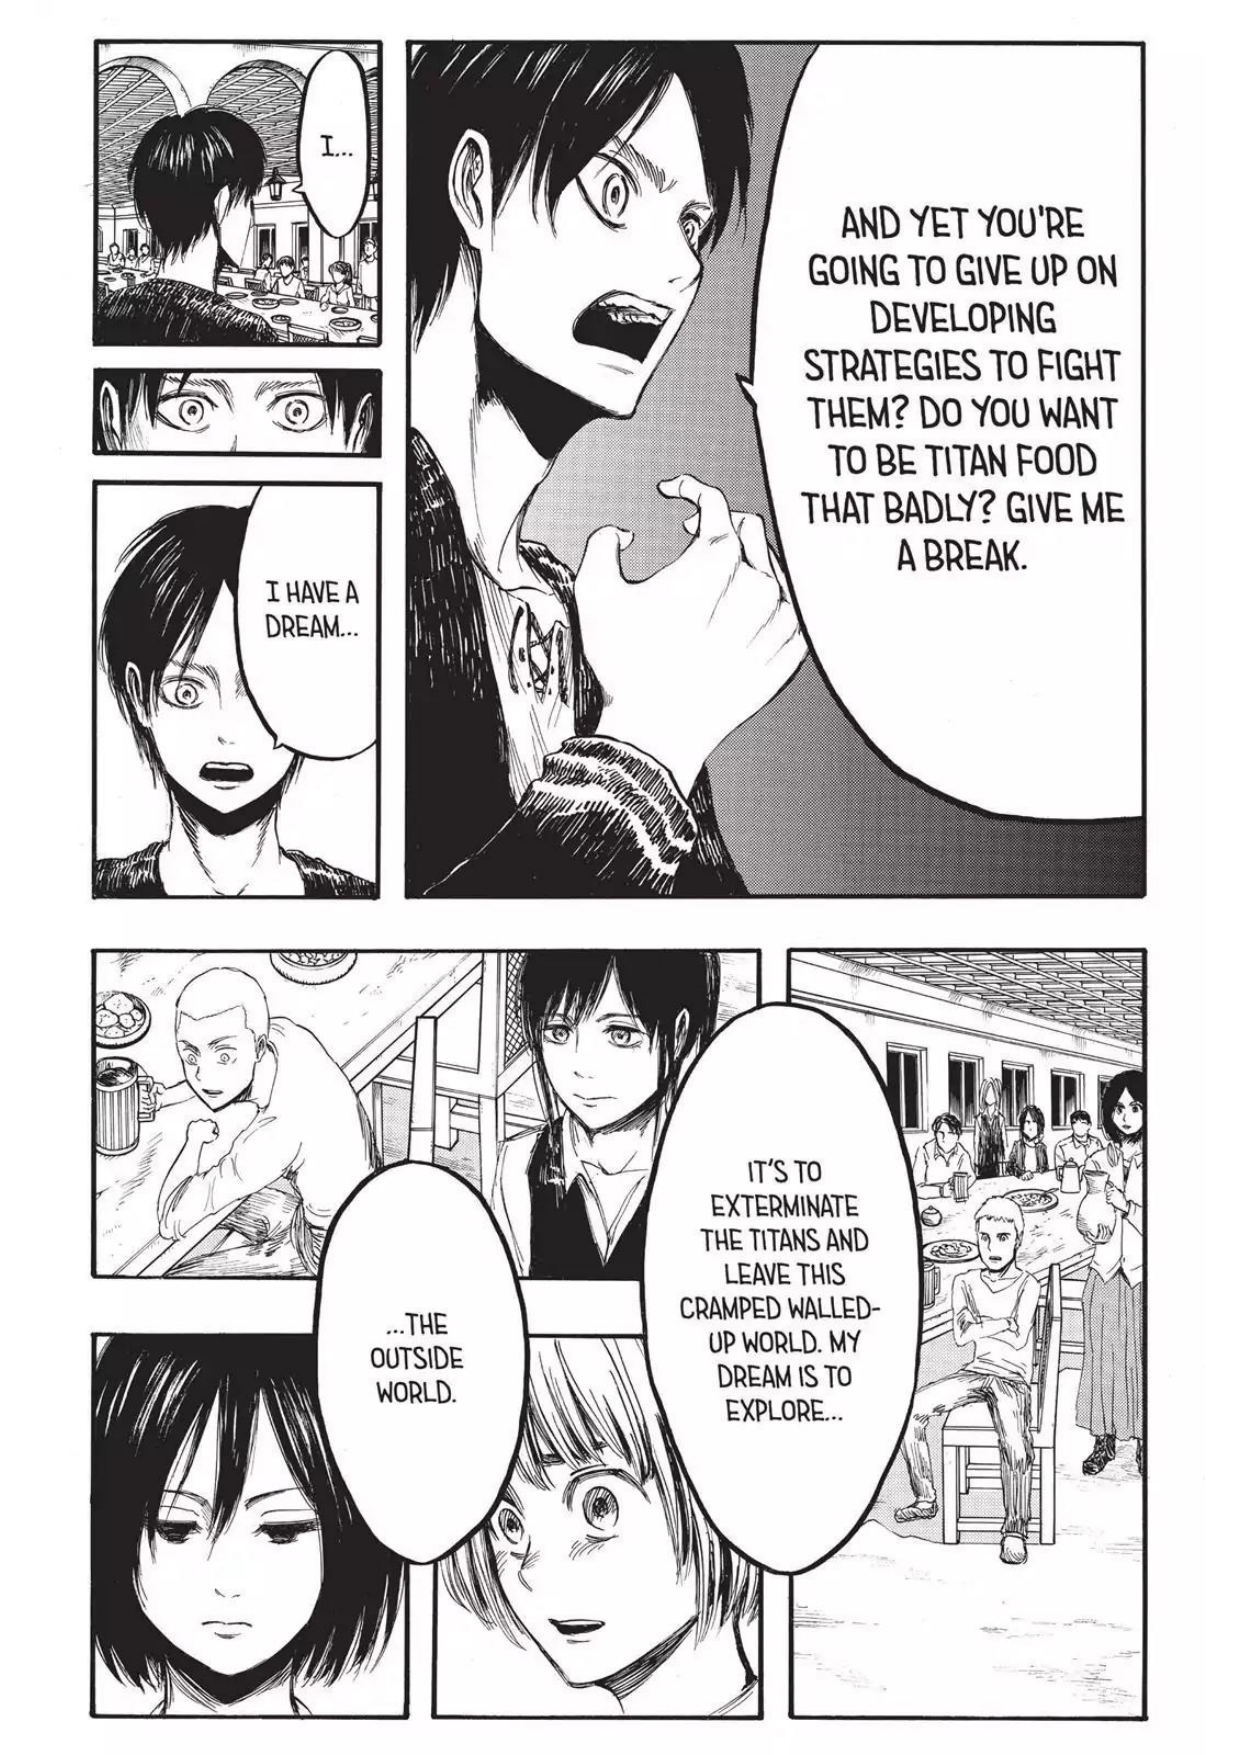 AND YET YOU'RE
GOING TO GIVE UP ON
DEVELOPING
STRATEGIES TO FIGHT
THEM? DO YOU WANT
TO BE TITAN FOOD
THAT BADLY? GIVE ME
A BREAK.
I...
I HAVE A
DREAM...
IT'S TO
EXTERMINATE
THE TITANS AND
LEAVE THIS
CRAMPED WALLED-
UP WORLD. MY
DREAM IS TO
EXPLORE...
...THE
OUTSIDE
WORLD.